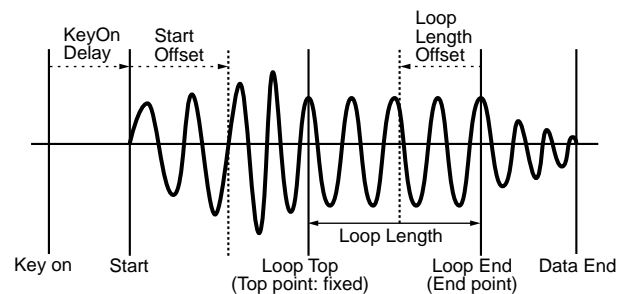 KeyOn
Delay
Start
Offset
Loop
Length
Offset
Loop Length
Key on
Start
Loop Top
(Top point: fixed)
Loop End
(End point)
Data End